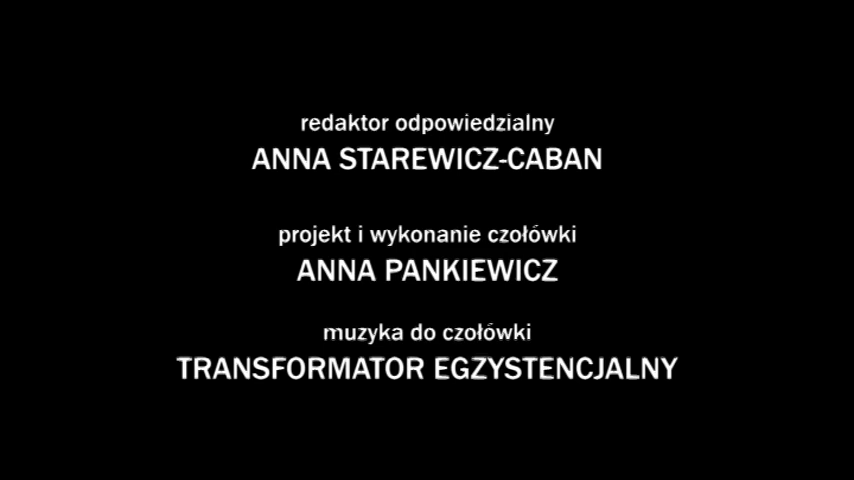 redaktor odpowiedzialny
ANNA STAREWICZ-CABAN
projekt i wykonanie czołówki
ANNA PANKIEWICZ
muzyka do czołówki
TRANSFORMATOR EGZYSTENCJALNY